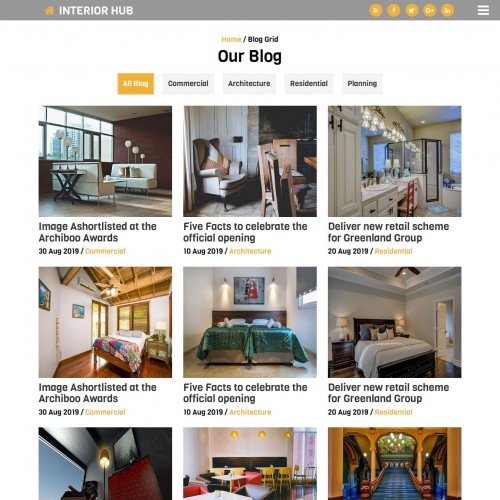 INTERIOR HUB
Home / Blog Grid
Our Blog
All Blog
Commercial
Architecture
Residential
Planning
Image Ashortlisted at the
Archiboo Awards
30 Aug 2019 / Commercial
Five Facts to celebrate the
official opening
10 Aug 2019 / Architecture
Deliver new retail scheme
for Greenland Group
20 Aug 2019 / Residential
Image Ashortlisted at the
Archiboo Awards
30 Aug 2019 / Commercial
Five Facts to celebrate the
official opening
10 Aug 2019 / Architecture
Deliver new retail scheme
for Greenland Group
20 Aug 2019 / Residential